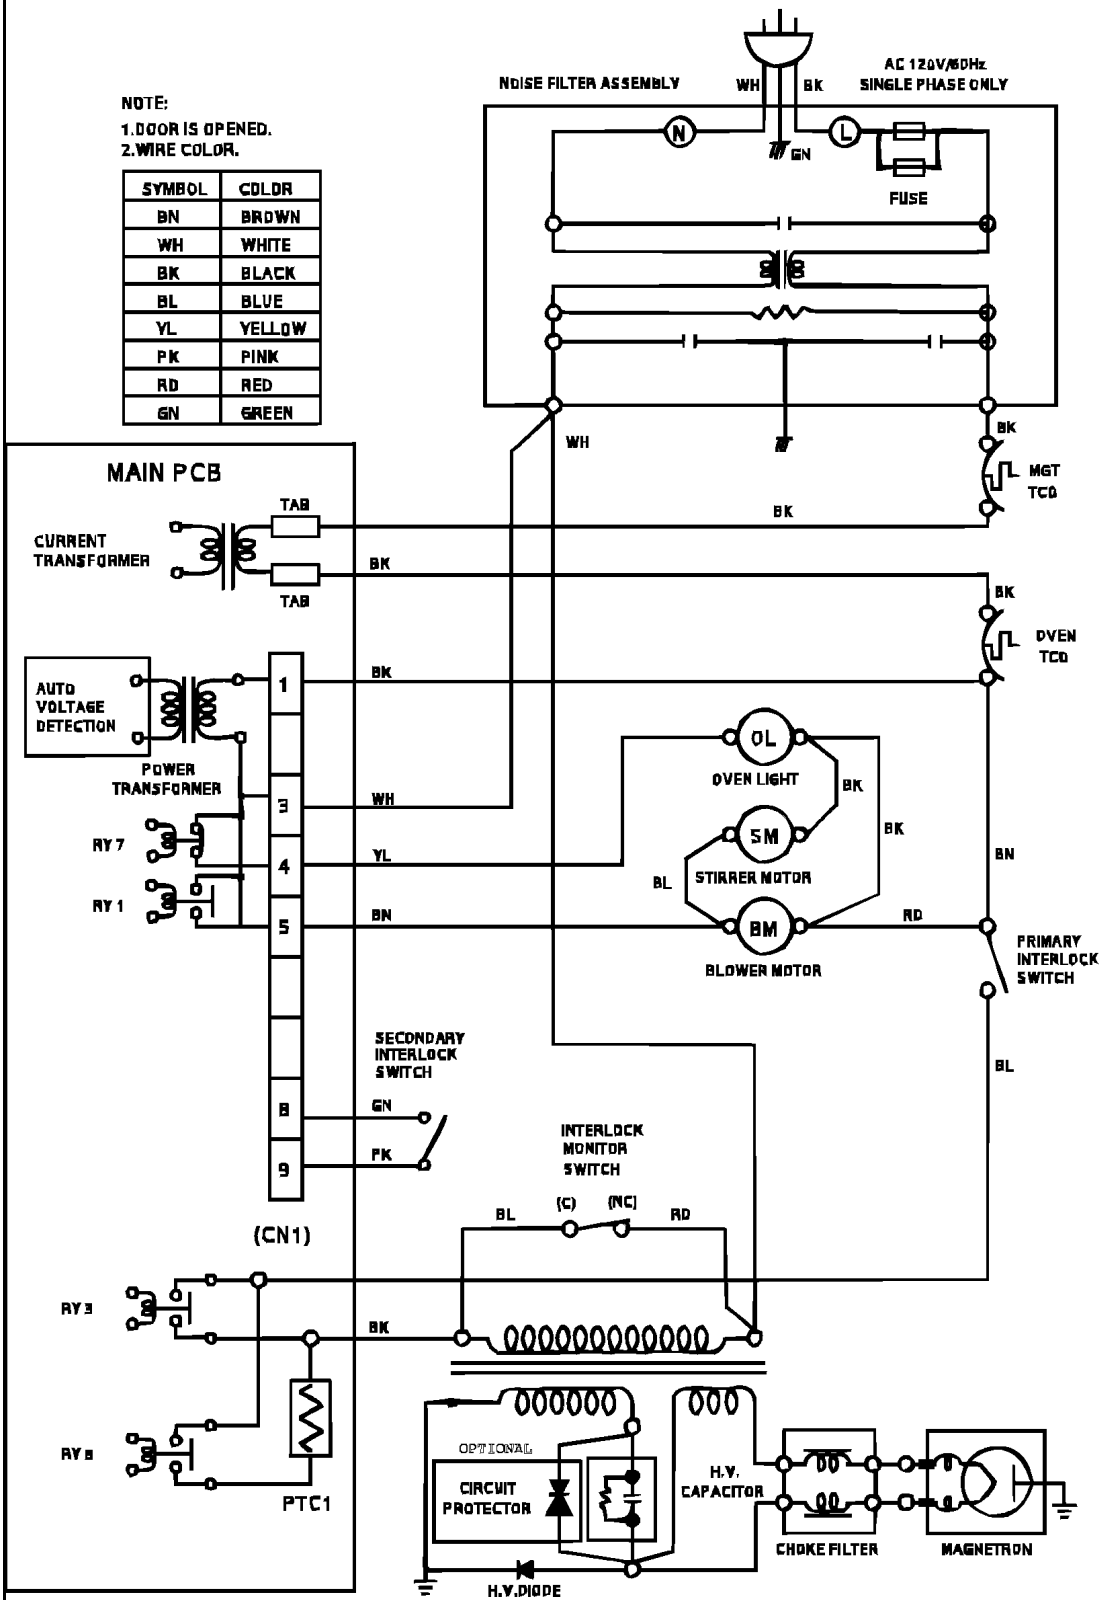 AC 120V/60Hz
SINGLE PHASE ONLY
NOISE FILTER ASSEMBLY
WH
BK
NOTE:
1.DOOR IS OPENED.
2.WIRE COLOR.
N
L
GN
FUSE
SYMBOL COLOR
BN BROWN
WH WHITE
BK BLACK
BL BLUE
YL YELLOW
PK PINK
RD RED
GN GREEN
WH
BK
MGT
TCO
MAIN PCB
TAB
BK
CURRENT
TRANSFORMER
BK
TAB
BK
OVEN
TCO
AUTO
VOLTAGE
DETECTION
1
BK
OL
OVEN LIGHT
POWER
TRANSFORMER
3
WH
BK
RY 7
SM
BK
4
YL
STIRRER MOTOR
BL
BN
RY 1
5
BN
BM
RD
BLOWER MOTOR
PRIMARY
INTERLOCK
SWITCH
SECONDARY
INTERLOCK
SWITCH
BL
8
GN
9
PK
INTERLOCK
MONITOR
SWITCH
(CN1)
BL
(C)
(NC)
RD
RY 3
BK
OPTIONAL
CIRCUIT
PROTECTOR
H.V.
CAPACITOR
PTC1
CHOKE FILTER
MAGNETRON
H.V.DIODE